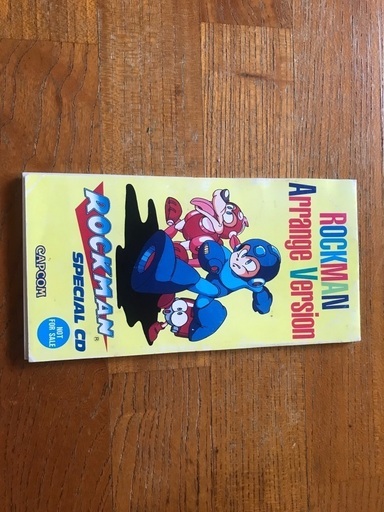 ROCKMAN
Arrange Version
ROCKMAN®
SPECIAL CD
CAPCOM
NOT
FOR SALE